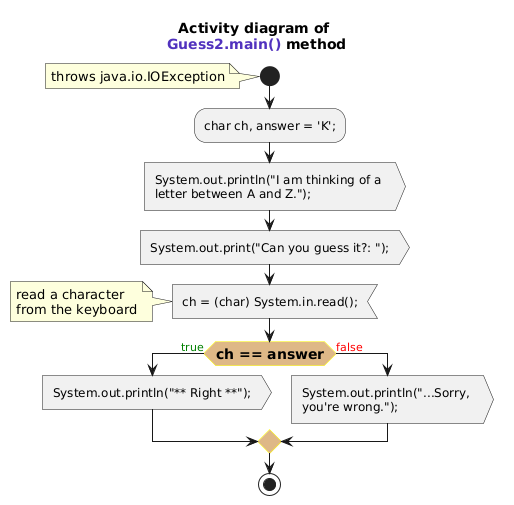 Activity diagram of
Guess2.main() method
throws java.io.IOException
char ch, answer = 'K';
System.out.println("I am thinking of a
letter between A and Z.");
System.out.print("Can you guess it?: ");
read a character
from the keyboard
ch = (char) System.in.read();
true
ch == answer
false
System.out.println("** Right **");
System.out.println("...Sorry,
you're wrong.");